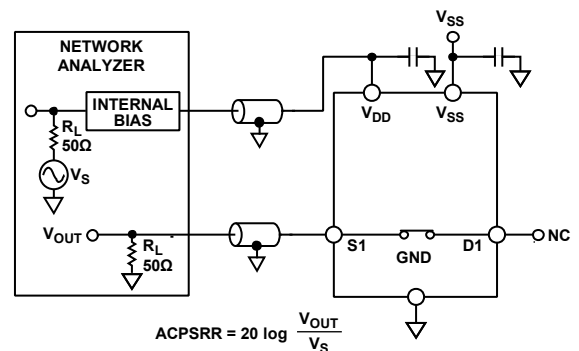 NETWORK
ANALYZER
INTERNAL
BIAS
R_L
50Ω
V_S
V_OUT
R_L
50Ω
V_SS
V_DD
V_SS
S1
GND
D1
NC
ACPSRR = 20 log V_OUT / V_S